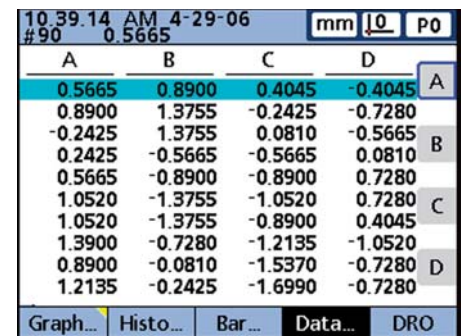 10.39.14 AM 4-29-06 mm 0 P0
#90 0.5665
A B C D
0.5665 0.8900 0.4045 -0.4045 A
0.8900 1.3755 -0.2425 -0.7280
-0.2425 1.3755 0.0810 -0.5665 B
0.2425 -0.5665 -0.5665 0.0810
0.5665 -0.8900 -0.8900 0.7280
1.0520 -1.3755 -1.0520 0.7280 C
1.0520 -1.3755 -0.8900 0.4045
1.3900 -0.7280 -1.2135 -1.0520
0.8900 -0.0810 -1.5370 -0.7280 D
1.2135 -0.2425 -1.6990 -0.7280
Graph... Histo... Bar... Data... DRO